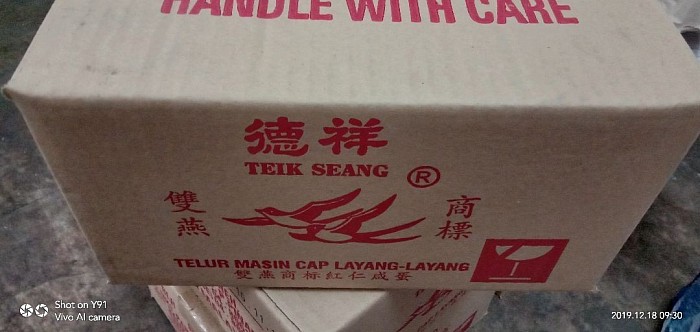 HANDLE WITH CARE
德祥
TEIK SEANG
®
雙燕
商標
TELUR MASIN CAP LAYANG-LAYANG
雙燕商标紅仁咸蛋
Shot on Y91
Vivo AI camera
2019.12.18 09:30